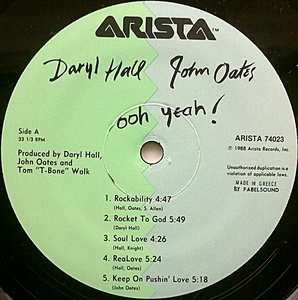 ARISTA™
Daryl Hall John Oates
ooh yeah!
Side A
33 1/3 RPM
ARISTA 74023
℗ 1988 Arista Records, Inc.
Produced by Daryl Hall,
John Oates and
Tom "T-Bone" Wolk
Unauthorized duplication is a
violation of applicable laws.
MADE IN GREECE
BY FABELSOUND
1. Rockability 4:47
(Hall, Oates, S. Allen)
2. Rocket To God 5:49
(Daryl Hall)
3. Soul Love 4:26
(Hall, Knight)
4. ReaLove 5:24
(Hall, Oates)
5. Keep On Pushin' Love 5:18
(John Oates)